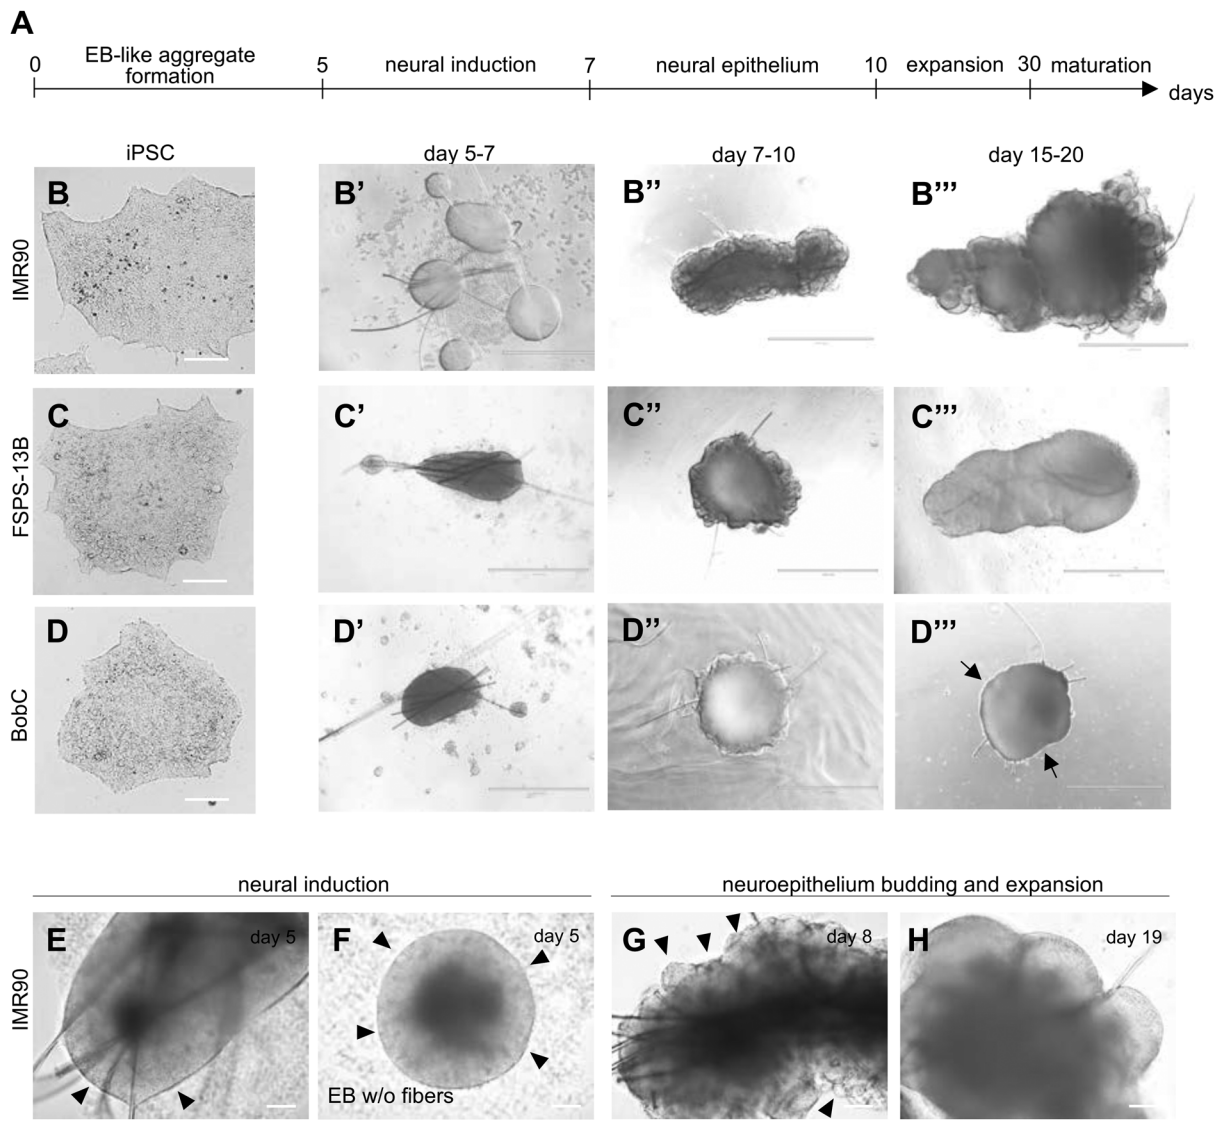 A
0 EB-like aggregate formation 5 neural induction 7 neural epithelium 10 expansion 30 maturation days
iPSC day 5-7 day 7-10 day 15-20
IMR90 B B’ B’’ B’’’
FSPS-13B C C’ C’’ C’’’
BobC D D’ D’’ D’’’
neural induction neuroepithelium budding and expansion
IMR90 E day 5 F day 5 G day 8 H day 19
EB w/o fibers